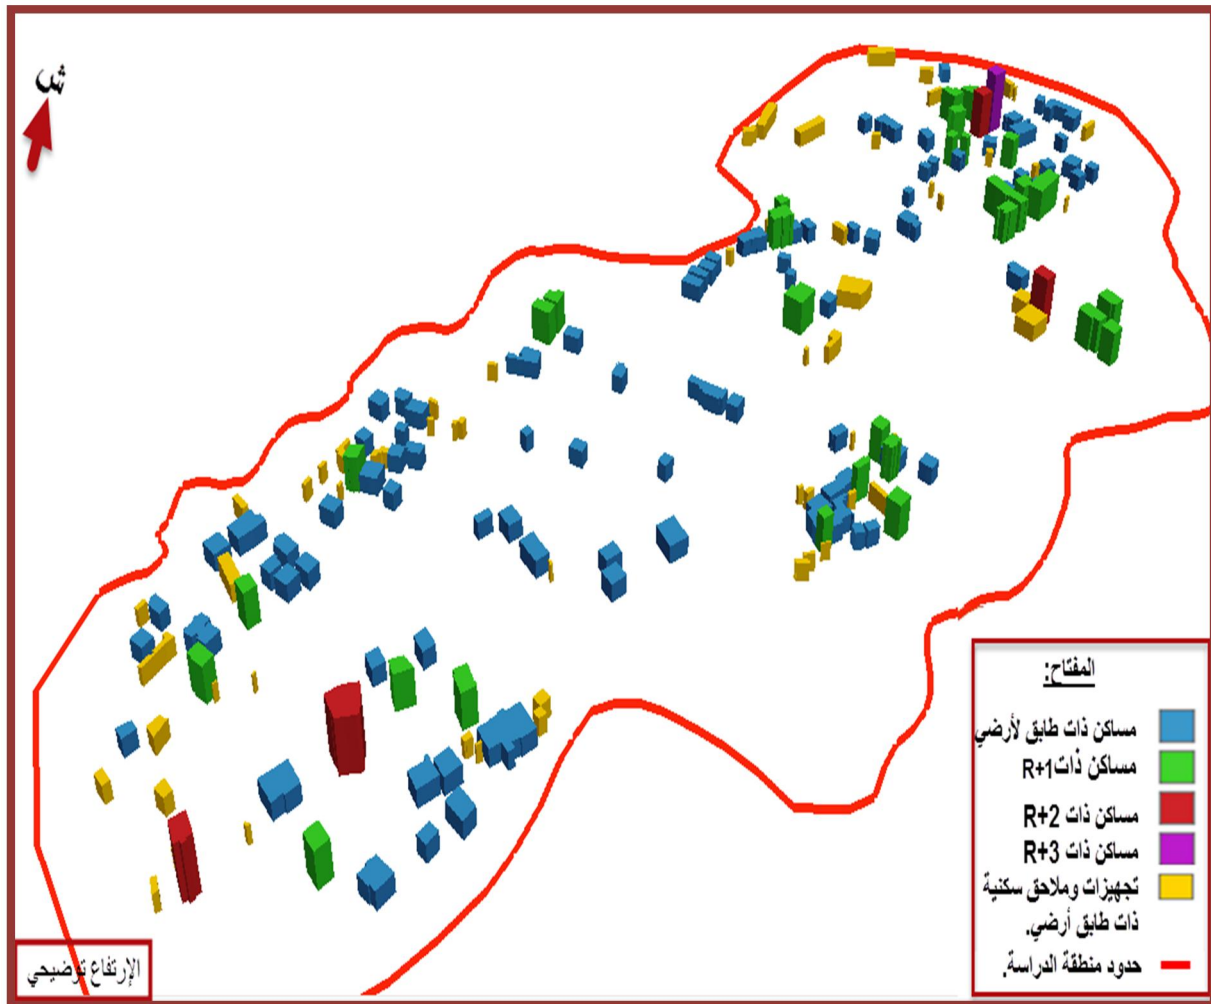 ش
المفتاح:
مساكن ذات طابق لأرضي
مساكن ذات R+1
مساكن ذات R+2
مساكن ذات R+3
تجهيزات وملاحق سكنية
ذات طابق أرضي.
حدود منطقة الدراسة.
الإرتفاع توضيحي